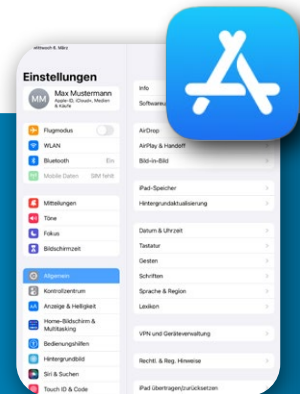 Mittwoch 6. März
Einstellungen
MM
Max Mustermann
Apple-ID, iCloud+, Medien
& Käufe
Flugmodus
WLAN
Bluetooth Ein
Mobile Daten SIM fehlt
Mitteilungen
Töne
Fokus
Bildschirmzeit
Allgemein
Kontrollzentrum
AA
Anzeige & Helligkeit
Home-Bildschirm &
Multitasking
Bedienungshilfen
Hintergrundbild
Siri & Suchen
Touch ID & Code
Info
AirDrop
AirPlay & Handoff
Bild-in-Bild
iPad-Speicher
Hintergrundaktualisierung
Datum & Uhrzeit
Tastatur
Gesten
Schriften
Sprache & Region
Lexikon
VPN und Geräteverwaltung
Rechtl. & Reg. Hinweise
iPad übertragen/zurücksetzen